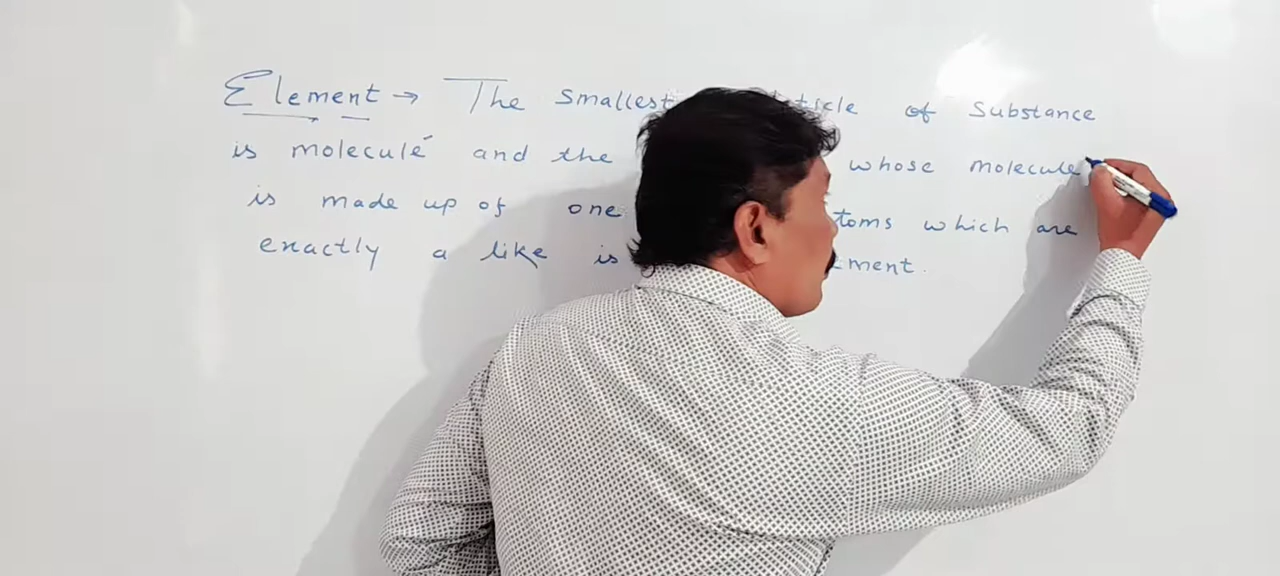 Element → The Smallest ticle of Substance
is molecule and the whose molecule
is made up of one toms which are
exactly a like is ment.